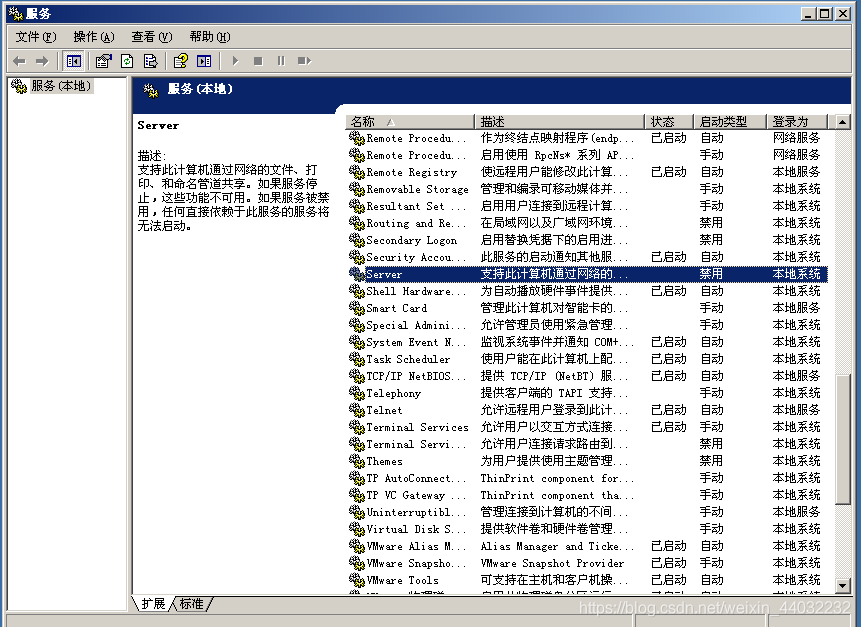 服务
文件(F) 操作(A) 查看(V) 帮助(H)
服务(本地)
服务(本地)
Server
描述:
支持此计算机通过网络的文件、打
印、和命名管道共享。如果服务停
止，这些功能不可用。如果服务被禁
用，任何直接依赖于此服务的服务将
无法启动。
名称 描述 状态 启动类型 登录为
Remote Procedu... 作为终结点映射程序(endp... 已启动 自动 网络服务
Remote Procedu... 启用使用 RpcNs* 系列 AP... 手动 网络服务
Remote Registry 使远程用户能修改此计算... 已启动 自动 本地服务
Removable Storage 管理和编录可移动媒体并... 手动 本地系统
Resultant Set ... 启用用户连接到远程计算... 手动 本地系统
Routing and Re... 在局域网以及广域网环境... 禁用 本地系统
Secondary Logon 启用替换凭据下的启用进... 禁用 本地系统
Security Accou... 此服务的启动通知其他服... 已启动 自动 本地系统
Server 支持此计算机通过网络的... 禁用 本地系统
Shell Hardware... 为自动播放硬件事件提供... 已启动 自动 本地系统
Smart Card 管理此计算机对智能卡的... 手动 本地服务
Special Admini... 允许管理员使用紧急管理... 手动 本地系统
System Event N... 监视系统事件并通知 COM+... 已启动 自动 本地系统
Task Scheduler 使用户能在此计算机上配... 已启动 自动 本地系统
TCP/IP NetBIOS... 提供 TCP/IP (NetBT) 服... 已启动 自动 本地服务
Telephony 提供客户端的 TAPI 支持... 手动 本地系统
Telnet 允许远程用户登录到此计... 已启动 自动 本地服务
Terminal Services 允许用户以交互方式连接... 已启动 手动 本地系统
Terminal Servi... 允许用户连接请求路由到... 禁用 本地系统
Themes 为用户提供使用主题管理... 禁用 本地系统
TP AutoConnect... ThinPrint component for... 手动 本地系统
TP VC Gateway ... ThinPrint component tha... 手动 本地系统
Uninterruptibl... 管理连接到计算机的不间... 手动 本地服务
Virtual Disk S... 提供软件卷和硬件卷管理... 手动 本地系统
VMware Alias M... Alias Manager and Ticke... 已启动 自动 本地系统
VMware Snapsho... VMware Snapshot Provider 已启动 手动 本地系统
VMware Tools 可支持在主机和客户机操... 已启动 自动 本地系统
扩展 标准
https://blog.csdn.net/weixin_44032232